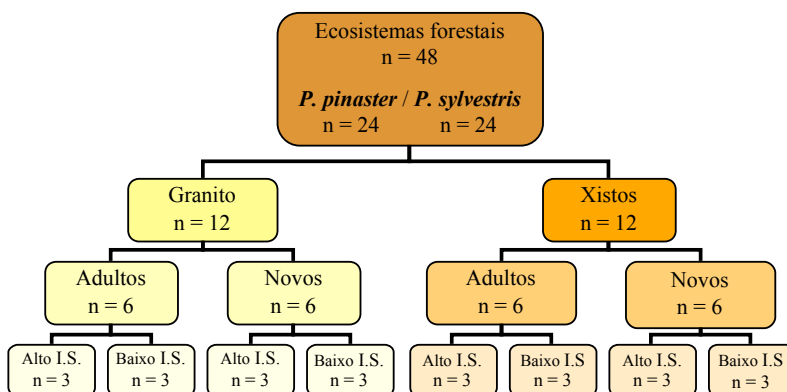 Ecosistemas forestais
n = 48
P. pinaster / P. sylvestris
n = 24 n = 24
Granito
n = 12
Xistos
n = 12
Adultos
n = 6
Novos
n = 6
Adultos
n = 6
Novos
n = 6
Alto I.S.
n = 3
Baixo I.S.
n = 3
Alto I.S.
n = 3
Baixo I.S.
n = 3
Alto I.S.
n = 3
Baixo I.S
n = 3
Alto I.S.
n = 3
Baixo I.S
n = 3